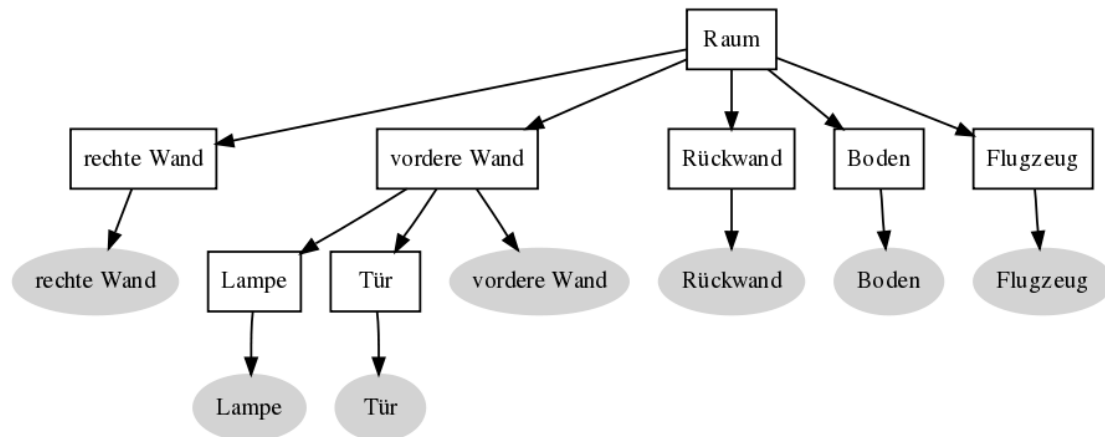 Raum
rechte Wand
vordere Wand
Rückwand
Boden
Flugzeug
rechte Wand
Lampe
Tür
vordere Wand
Rückwand
Boden
Flugzeug
Lampe
Tür